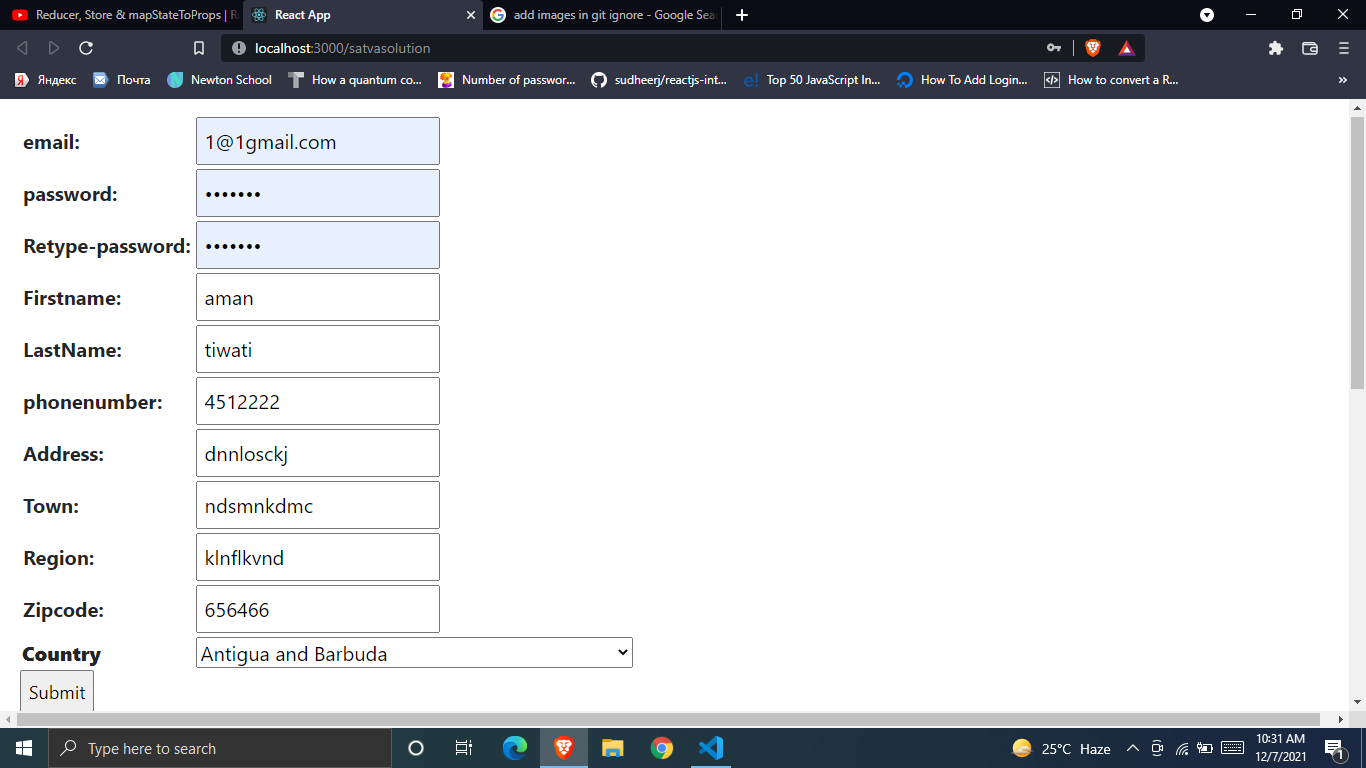 Reducer, Store & mapStateToProps | R
React App
add images in git ignore - Google Sea
localhost:3000/satvasolution
Яндекс
Почта
Newton School
How a quantum co...
Number of passwor...
sudheerj/reactjs-int...
Top 50 JavaScript In...
How To Add Login...
How to convert a R...
email: 1@1gmail.com
password: •••••••
Retype-password: •••••••
Firstname: aman
LastName: tiwati
phonenumber: 4512222
Address: dnnlosckj
Town: ndsmnkdmc
Region: klnflkvnd
Zipcode: 656466
Country Antigua and Barbuda
Submit
Type here to search
25°C Haze
10:31 AM
12/7/2021
1